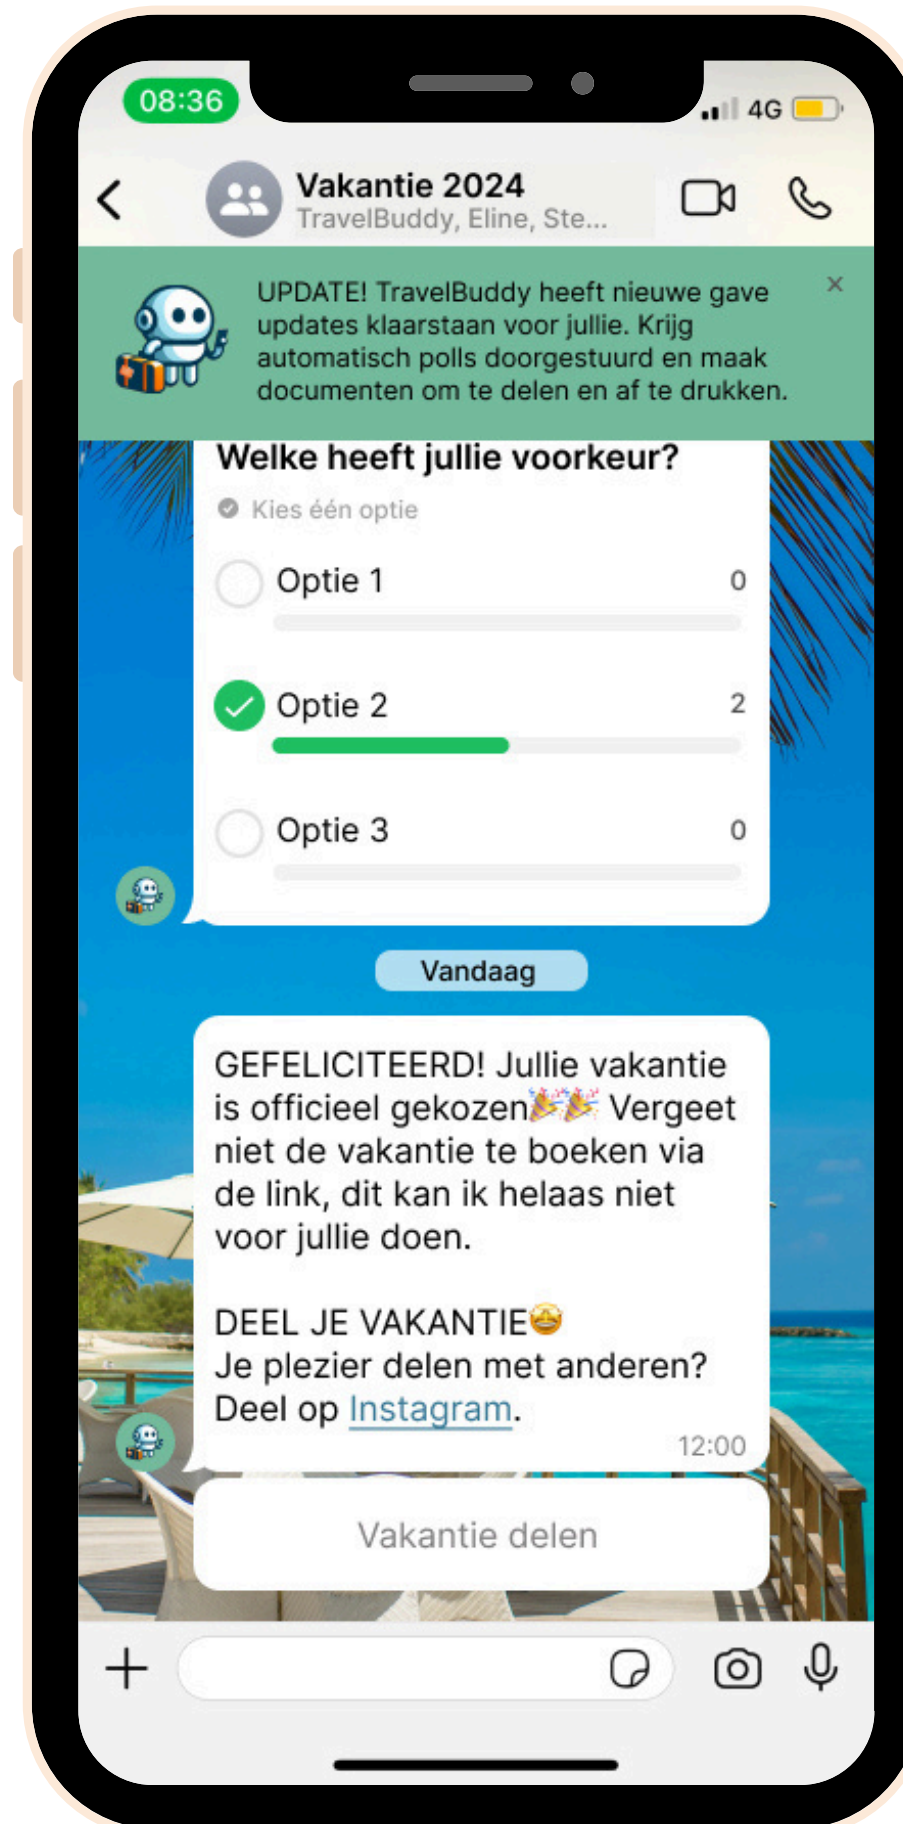 08:36
4G
Vakantie 2024
TravelBuddy, Eline, Ste...
UPDATE! TravelBuddy heeft nieuwe gave
updates klaarstaan voor jullie. Krijg
automatisch polls doorgestuurd en maak
documenten om te delen en af te drukken.
Welke heeft jullie voorkeur?
Kies één optie
Optie 1 0
Optie 2 2
Optie 3 0
Vandaag
GEFELICITEERD! Jullie vakantie
is officieel gekozen🎉🎉 Vergeet
niet de vakantie te boeken via
de link, dit kan ik helaas niet
voor jullie doen.
DEEL JE VAKANTIE🤩
Je plezier delen met anderen?
Deel op Instagram.
12:00
Vakantie delen